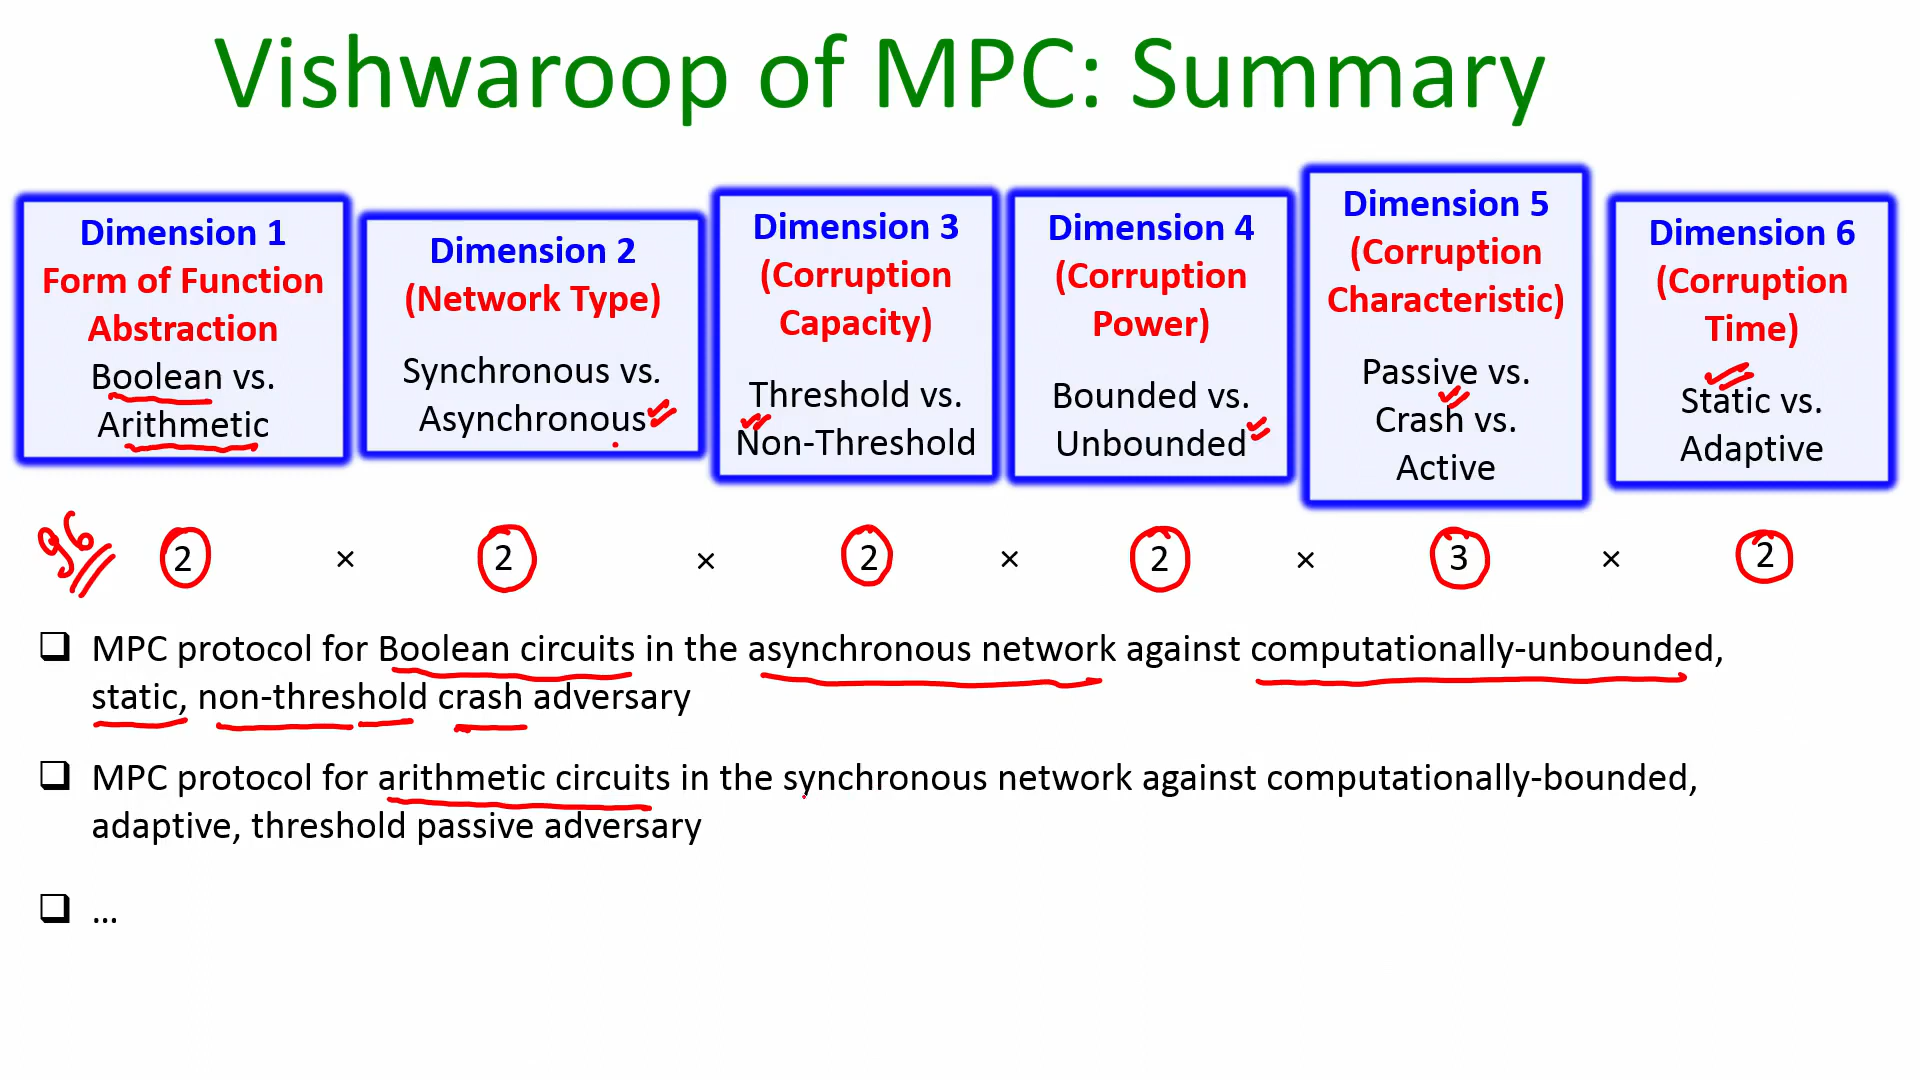 Vishwaroop of MPC: Summary
Dimension 1
Form of Function
Abstraction
Boolean vs.
Arithmetic
Dimension 2
(Network Type)
Synchronous vs.
Asynchronous
Dimension 3
(Corruption
Capacity)
Threshold vs.
Non-Threshold
Dimension 4
(Corruption
Power)
Bounded vs.
Unbounded
Dimension 5
(Corruption
Characteristic)
Passive vs.
Crash vs.
Active
Dimension 6
(Corruption
Time)
Static vs.
Adaptive
96 2 × 2 × 2 × 2 × 3 × 2
MPC protocol for Boolean circuits in the asynchronous network against computationally-unbounded,
static, non-threshold crash adversary
MPC protocol for arithmetic circuits in the synchronous network against computationally-bounded,
adaptive, threshold passive adversary
...